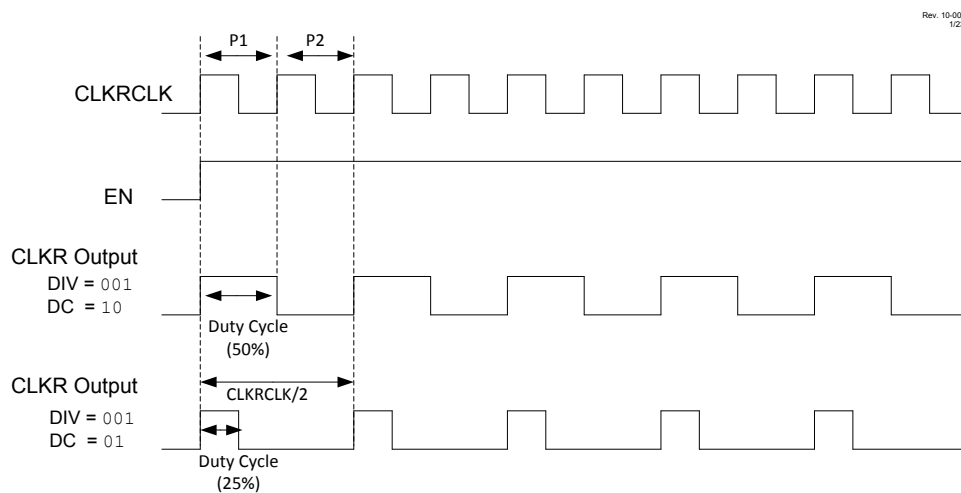 Rev. 10-00
1/23
P1
P2
CLKRCLK
EN
CLKR Output
DIV = 001
DC = 10
Duty Cycle
(50%)
CLKRCLK/2
CLKR Output
DIV = 001
DC = 01
Duty Cycle
(25%)